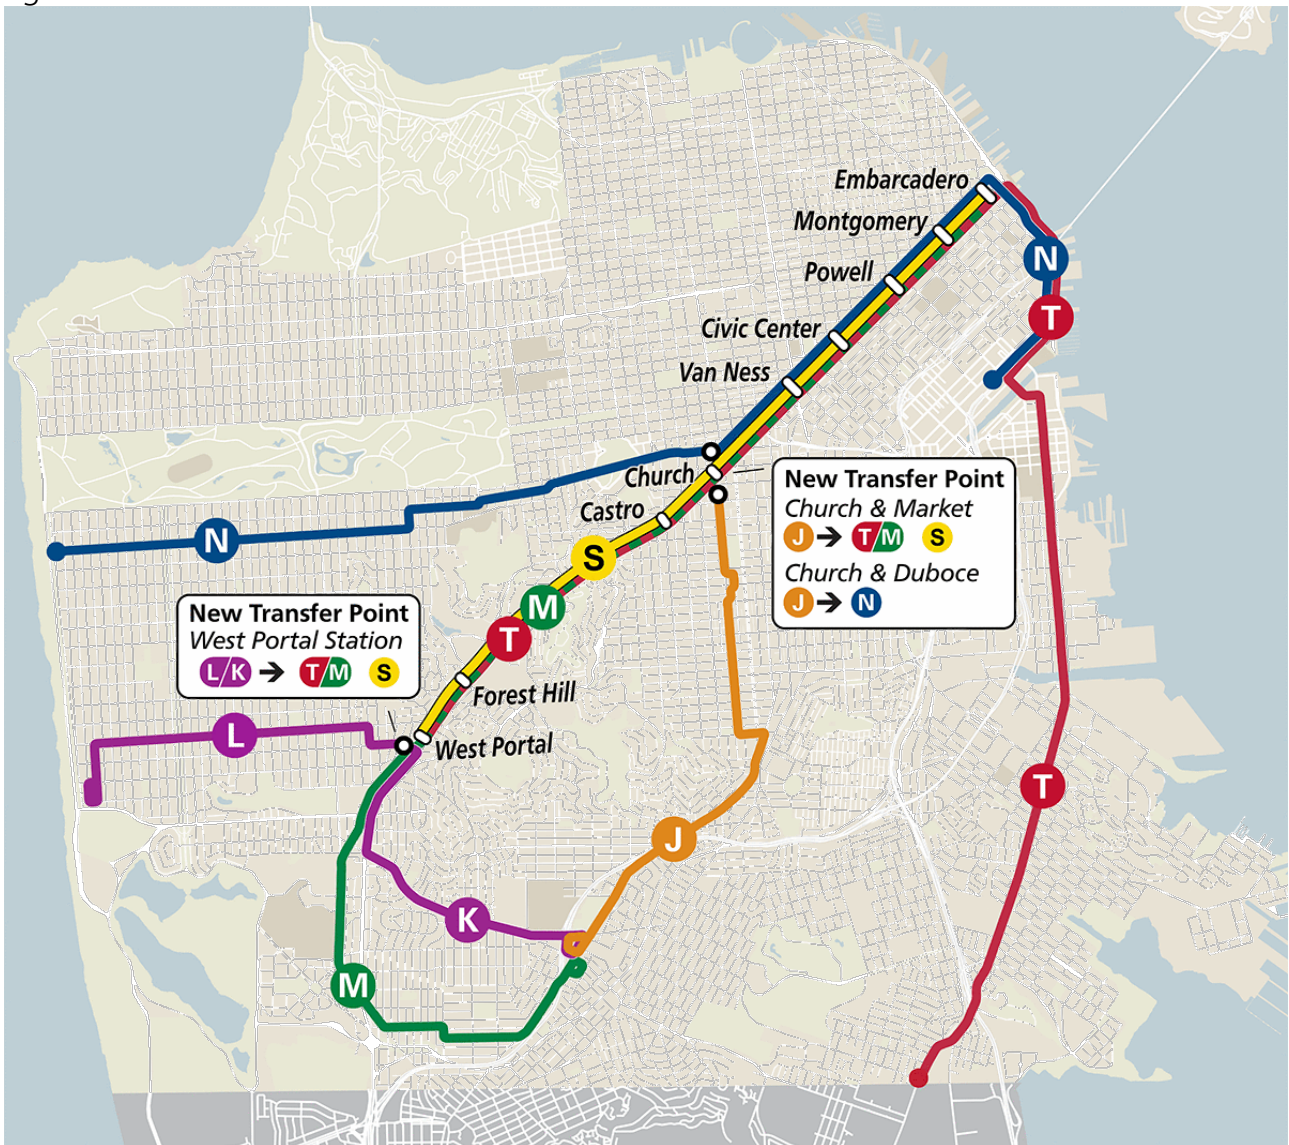 Embarcadero
Montgomery
N
Powell
T
Civic Center
Van Ness
Church
New Transfer Point
Church & Market
J → T/M S
Church & Duboce
J → N
Castro
N
S
New Transfer Point
West Portal Station
L/K → T/M S
M
T
Forest Hill
L
West Portal
T
J
K
M